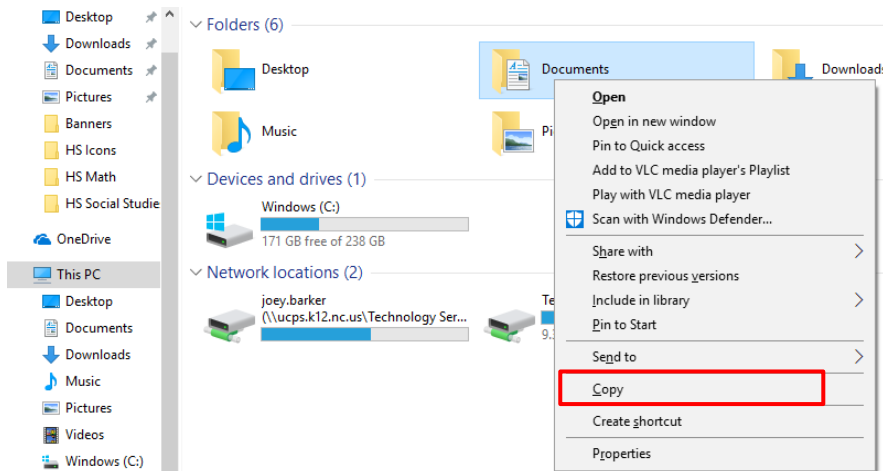 Desktop
Downloads
Documents
Pictures
Banners
HS Icons
HS Math
HS Social Studie
OneDrive
This PC
Desktop
Documents
Downloads
Music
Pictures
Videos
Windows (C:)
Folders (6)
Desktop
Documents
Downloads
Music
Pi
Devices and drives (1)
Windows (C:)
171 GB free of 238 GB
Network locations (2)
joey.barker
(\\ucps.k12.nc.us\Technology Ser...
Te
9.3
Open
Open in new window
Pin to Quick access
Add to VLC media player's Playlist
Play with VLC media player
Scan with Windows Defender...
Share with
Restore previous versions
Include in library
Pin to Start
Send to
Copy
Create shortcut
Properties